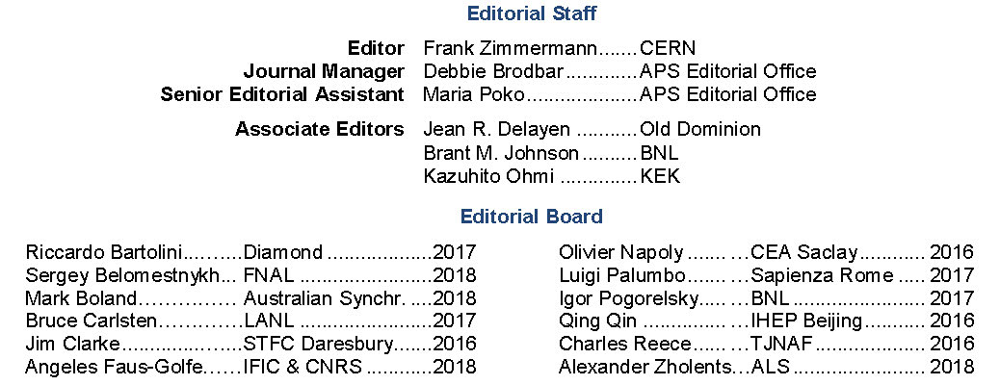 Editorial Staff
Editor Frank Zimmermann.......CERN
Journal Manager Debbie Brodbar............APS Editorial Office
Senior Editorial Assistant Maria Poko....................APS Editorial Office
Associate Editors Jean R. Delayen ...........Old Dominion
Brant M. Johnson..........BNL
Kazuhito Ohmi ..............KEK
Editorial Board
Riccardo Bartolini..........Diamond ...................2017
Sergey Belomestnykh... FNAL ........................2018
Mark Boland.............. Australian Synchr. ....2018
Bruce Carlsten.............LANL ........................2017
Jim Clarke......................STFC Daresbury.......2016
Angeles Faus-Golfe......IFIC & CNRS ............2018
Olivier Napoly ....... ...CEA Saclay............ 2016
Luigi Palumbo....... ...Sapienza Rome ..... 2017
Igor Pogorelsky..... ...BNL ........................ 2017
Qing Qin .............. ...IHEP Beijing........... 2016
Charles Reece...... ...TJNAF ................... 2016
Alexander Zholents...ALS ........................ 2018